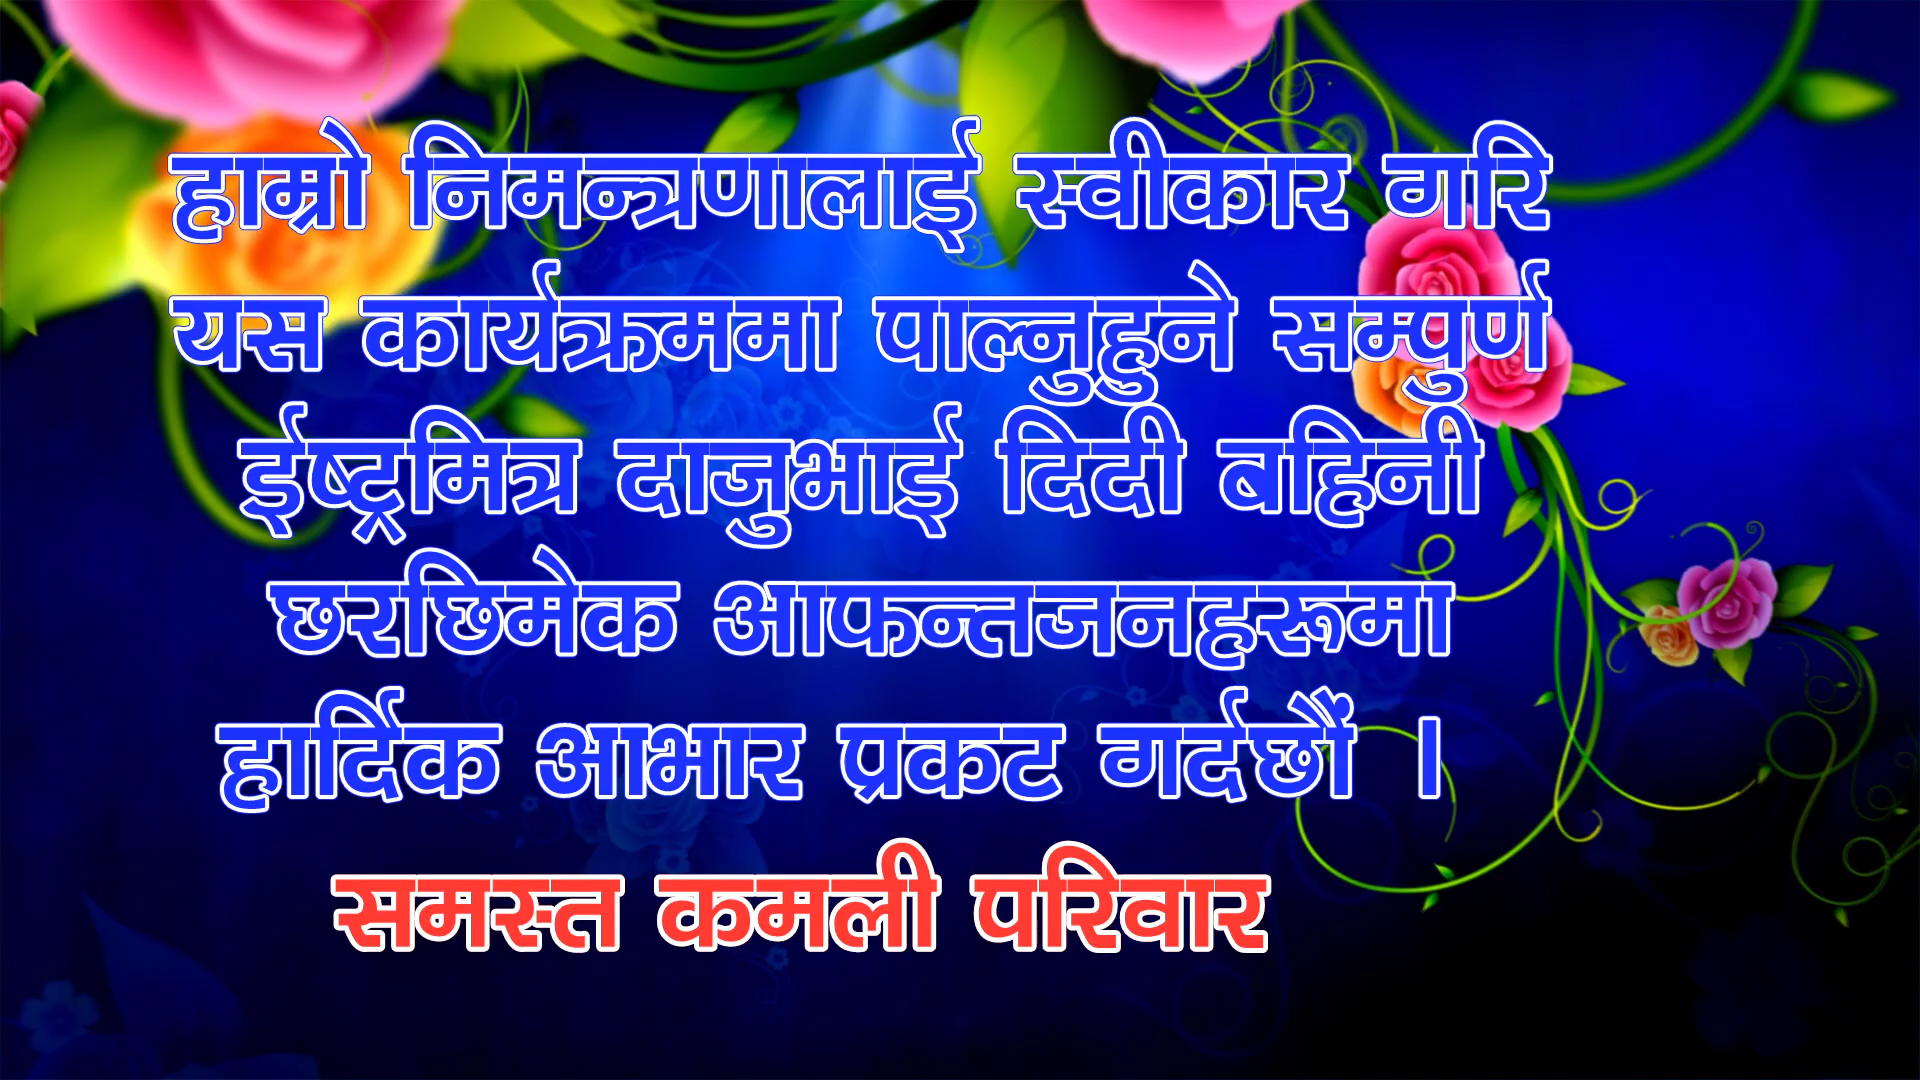 हाम्रो निमन्त्रणालाई स्वीकार गरि
यस कार्यक्रममा पाल्नुहुने सम्पुर्ण
ईष्ट्रमित्र दाजुभाई दिदी बहिनी
छरछिमेक आफन्तजनहरूमा
हार्दिक आभार प्रकट गर्दछौं ।
समस्त कमली परिवार